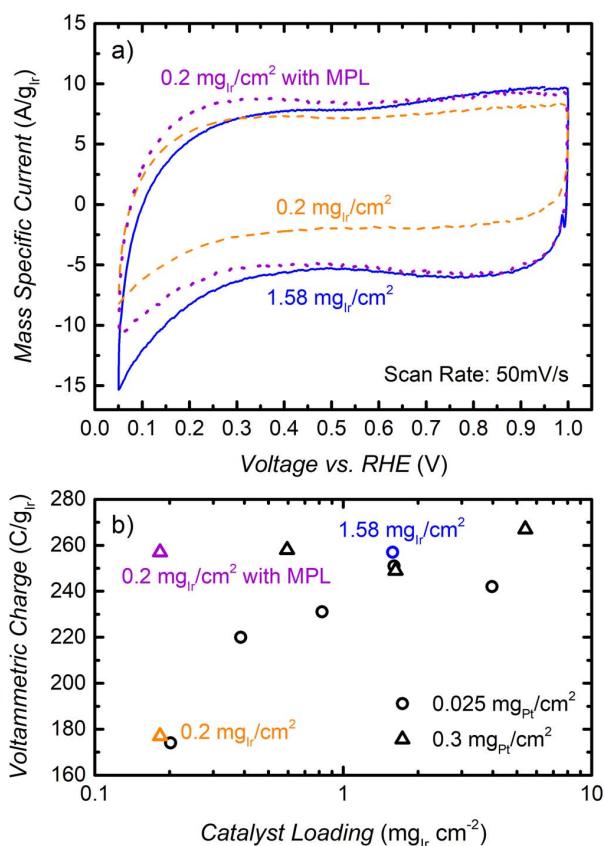 a)
15
10
5
0
-5
-10
-15
Mass Specific Current (A/gIr)
0.2 mgIr/cm2 with MPL
0.2 mgIr/cm2
1.58 mgIr/cm2
Scan Rate: 50mV/s
0.0 0.1 0.2 0.3 0.4 0.5 0.6 0.7 0.8 0.9 1.0
Voltage vs. RHE (V)
b)
280
260
240
220
200
180
160
Voltammetric Charge (C/gIr)
1.58 mgIr/cm2
0.2 mgIr/cm2 with MPL
0.2 mgIr/cm2
0.025 mgPt/cm2
0.3 mgPt/cm2
0.1 1 10
Catalyst Loading (mgIr cm-2)